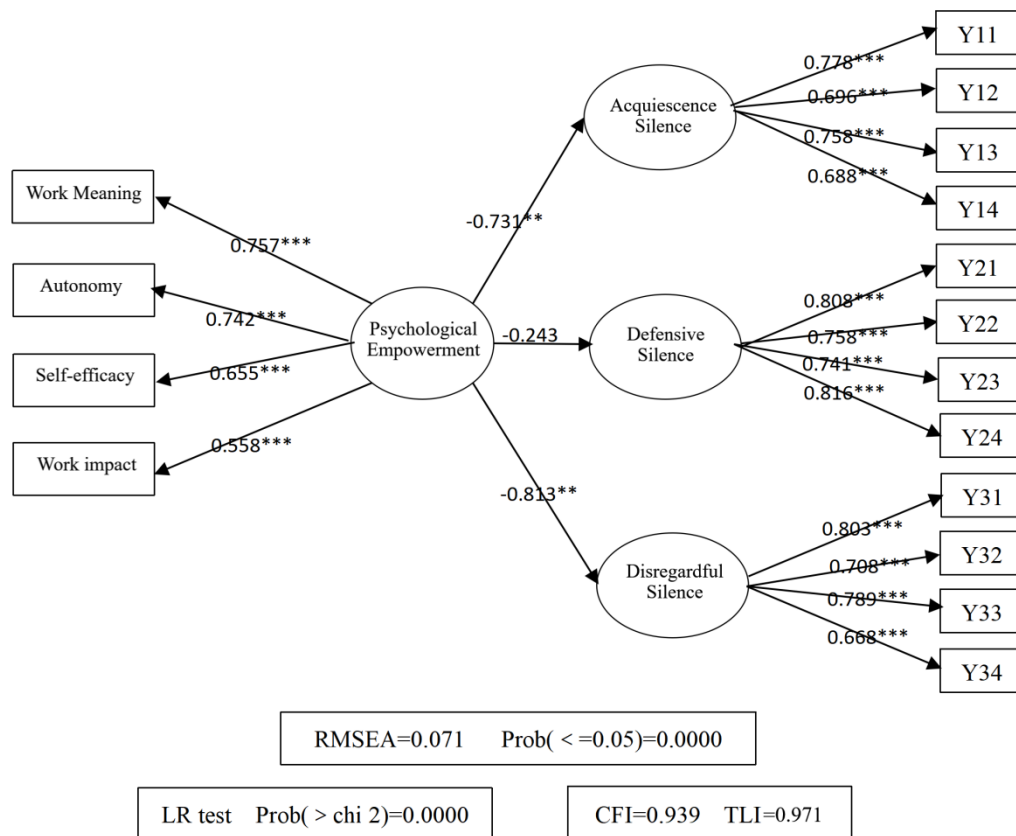 Work Meaning
Autonomy
Self-efficacy
Work impact
0.757***
0.742***
0.655***
0.558***
Psychological
Empowerment
-0.731**
-0.243
-0.813**
Acquiescence
Silence
Defensive
Silence
Disregardful
Silence
0.778***
0.696***
0.758***
0.688***
0.808***
0.758***
0.741***
0.816***
0.803***
0.708***
0.789***
0.668***
Y11
Y12
Y13
Y14
Y21
Y22
Y23
Y24
Y31
Y32
Y33
Y34
RMSEA=0.071 Prob( < =0.05)=0.0000
LR test Prob( > chi 2)=0.0000
CFI=0.939 TLI=0.971